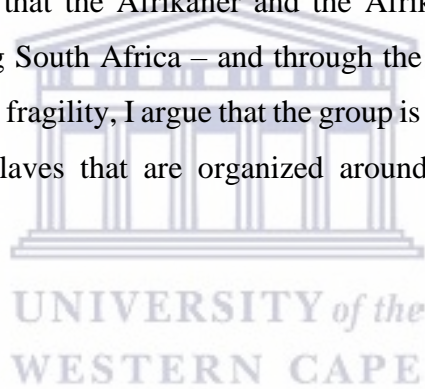 that the Afrikaner and the Afrik
g South Africa – and through the
fragility, I argue that the group is
laves that are organized around
UNIVERSITY of the
WESTERN CAPE